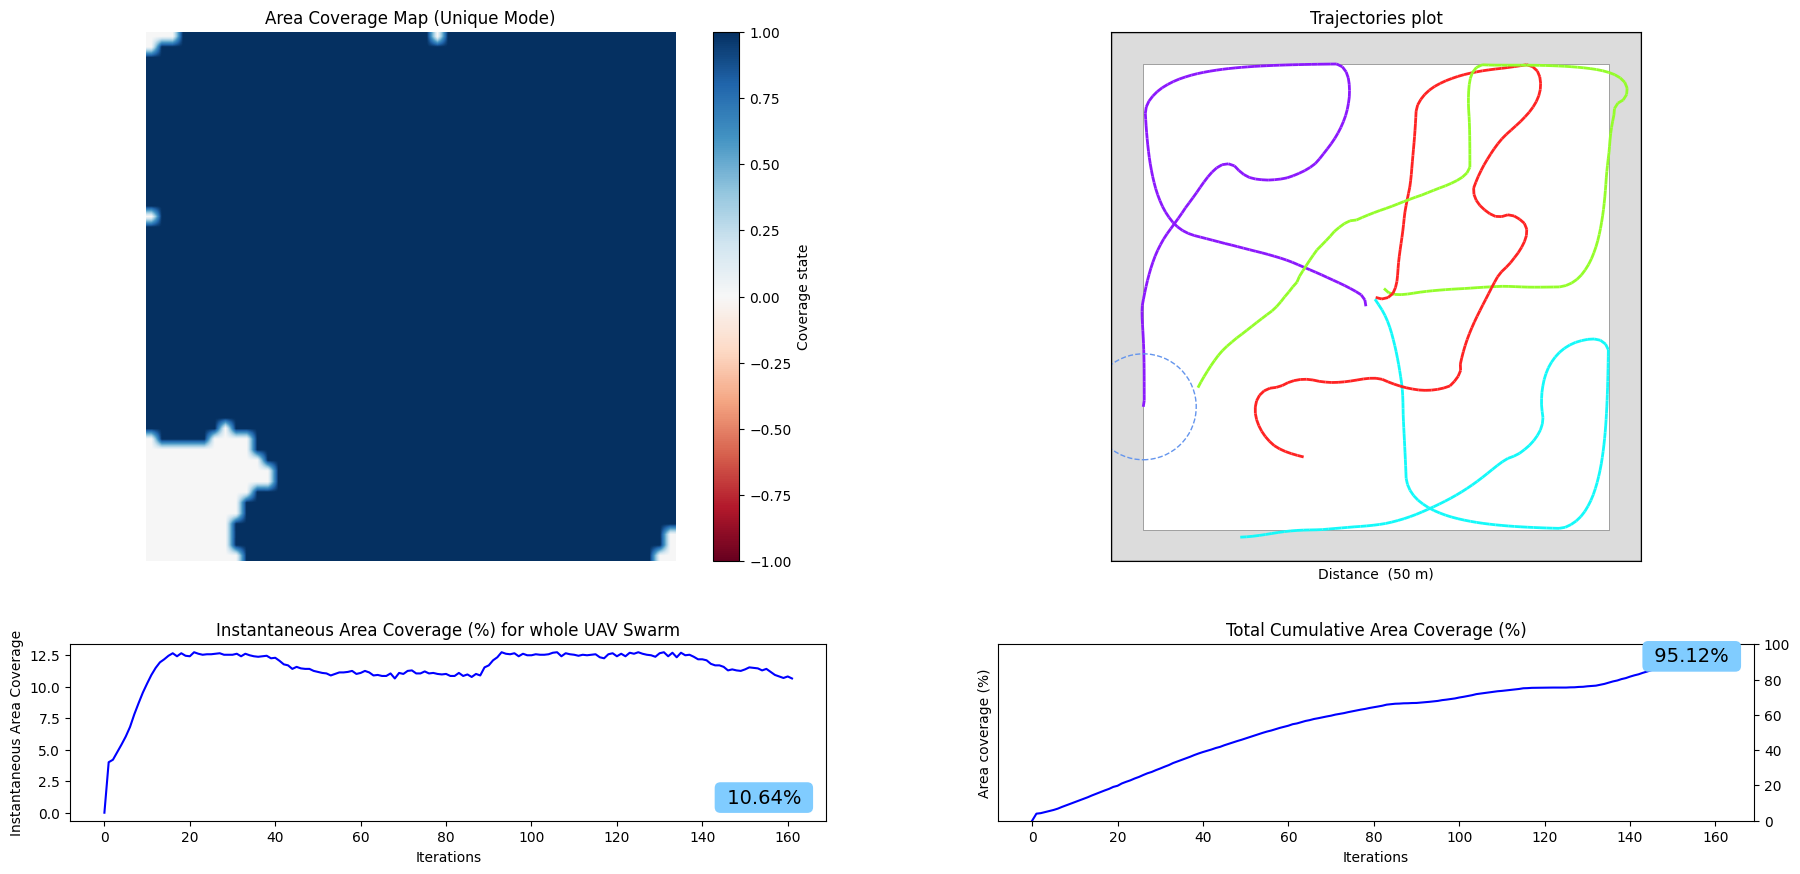 Area Coverage Map (Unique Mode)
1.00
0.75
0.50
0.25
0.00
−0.25
−0.50
−0.75
−1.00
Coverage state
Trajectories plot
Distance  (50 m)
Instantaneous Area Coverage (%) for whole UAV Swarm
Instantaneous Area Coverage
12.5
10.0
7.5
5.0
2.5
0.0
10.64%
0 20 40 60 80 100 120 140 160
Iterations
Total Cumulative Area Coverage (%)
Area coverage (%)
95.12%
100
80
60
40
20
0
0 20 40 60 80 100 120 140 160
Iterations